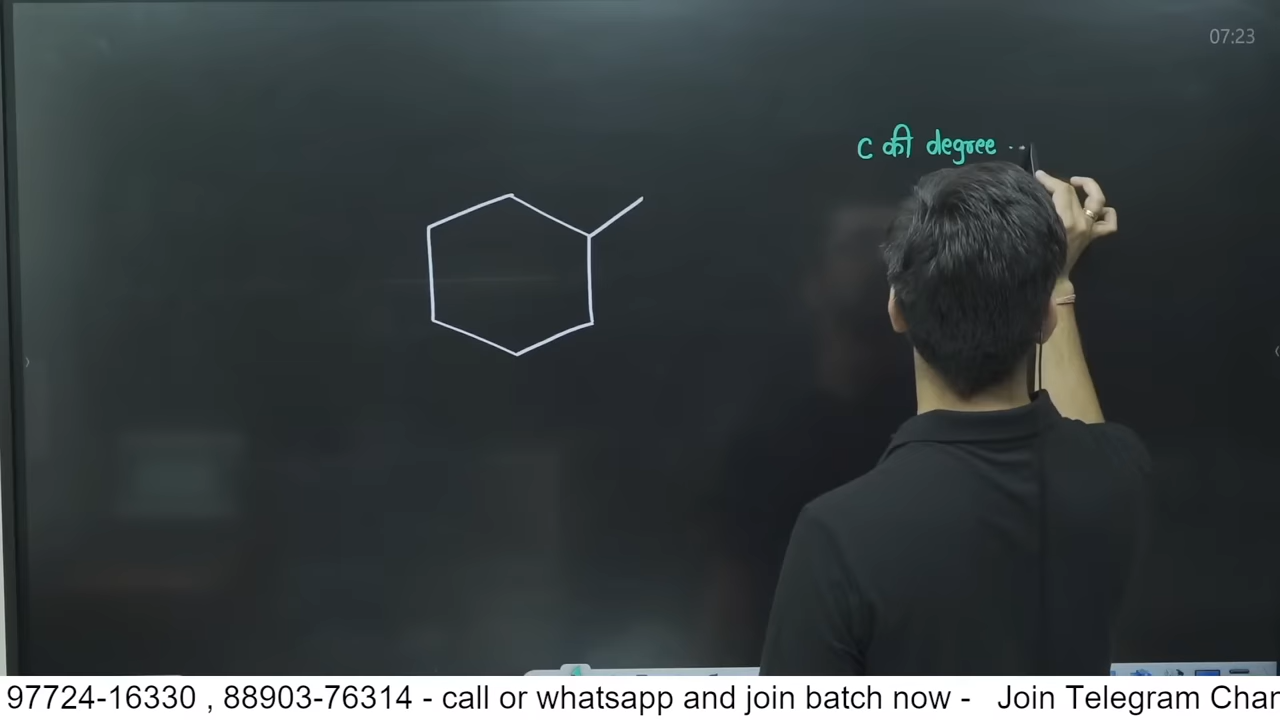 07:23
C की degree ..
97724-16330 , 88903-76314 - call or whatsapp and join batch now -   Join Telegram Char